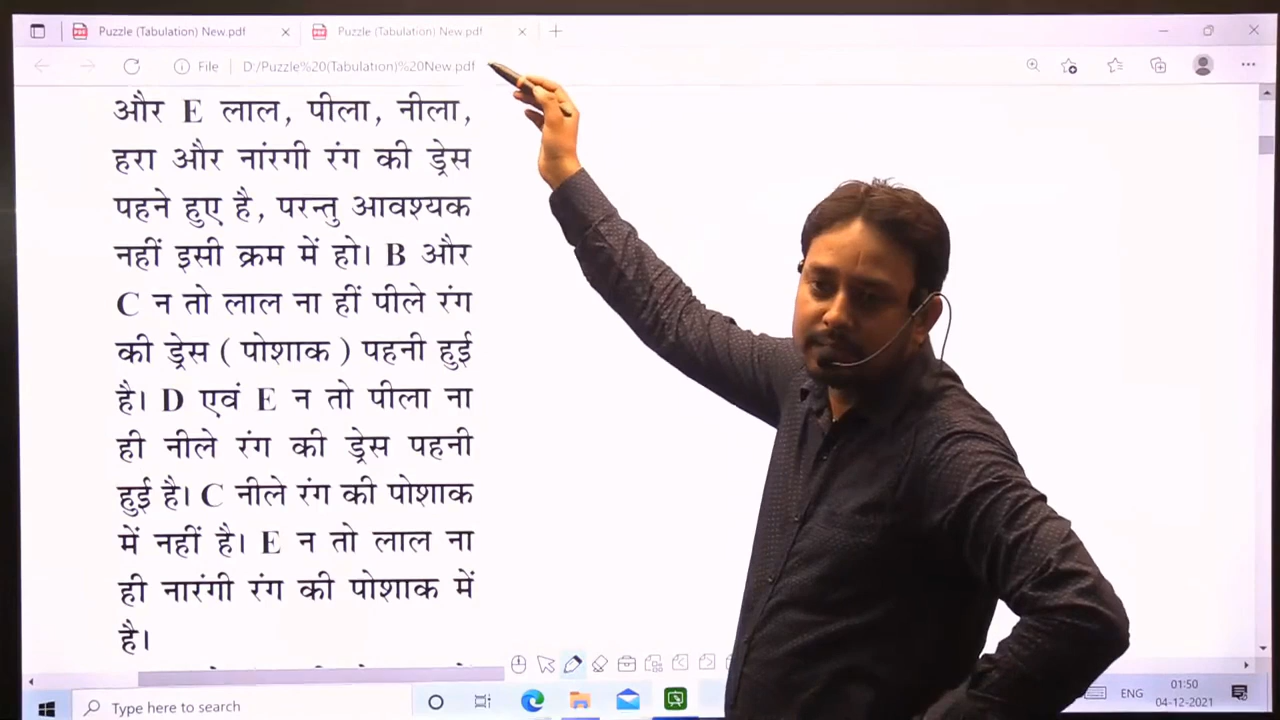 Puzzle (Tabulation) New.pdf
Puzzle (Tabulation) New.pdf
File
D:/Puzzle%20(Tabulation)%20New.pdf
और E लाल, पीला, नीला,
हरा और नांरगी रंग की ड्रेस
पहने हुए है, परन्तु आवश्यक
नहीं इसी क्रम में हो। B और
C न तो लाल ना हीं पीले रंग
की ड्रेस ( पोशाक ) पहनी हुई
है। D एवं E न तो पीला ना
ही नीले रंग की ड्रेस पहनी
हुई है। C नीले रंग की पोशाक
में नहीं है। E न तो लाल ना
ही नारंगी रंग की पोशाक में
है।
Type here to search
ENG
01:50
04-12-2021